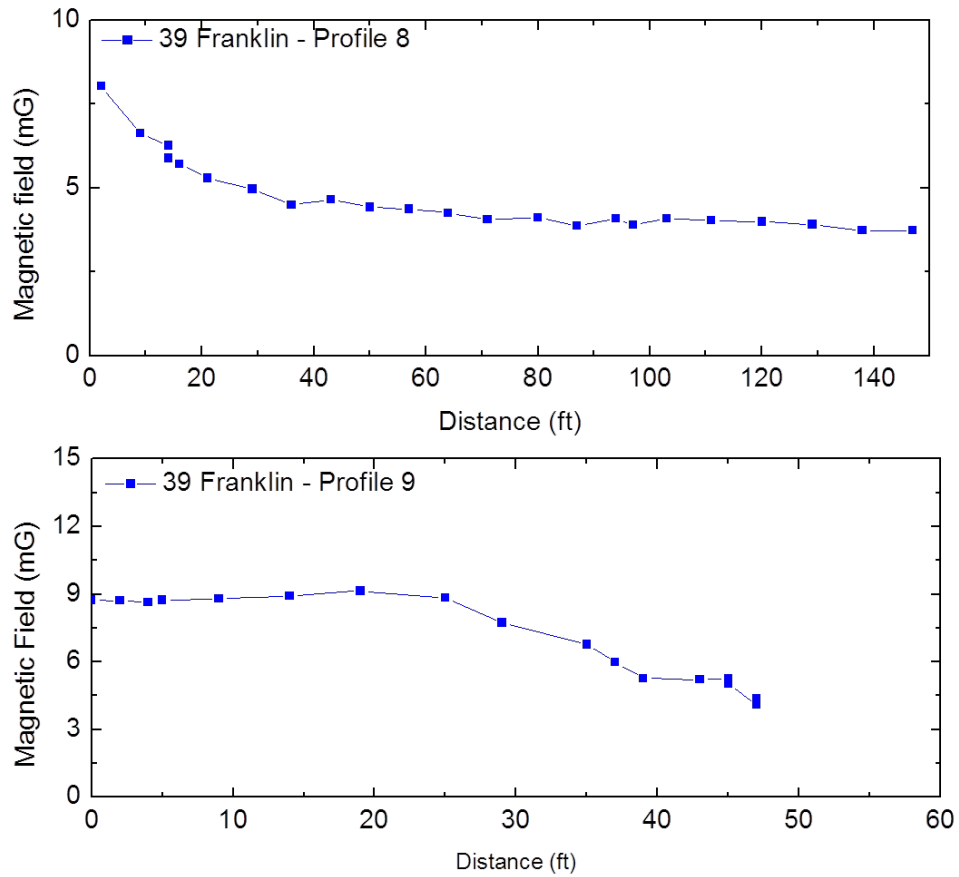 39 Franklin - Profile 8
Magnetic field (mG)
10
5
0
0 20 40 60 80 100 120 140
Distance (ft)
39 Franklin - Profile 9
Magnetic Field (mG)
15
12
9
6
3
0
0 10 20 30 40 50 60
Distance (ft)